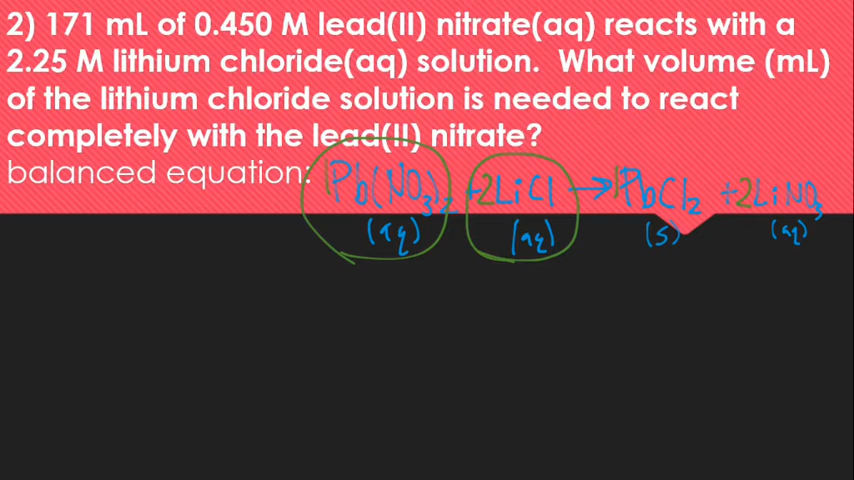 2) 171 mL of 0.450 M lead(II) nitrate(aq) reacts with a
2.25 M lithium chloride(aq) solution.  What volume (mL)
of the lithium chloride solution is needed to react
completely with the lead(II) nitrate?
balanced equation: 1Pb(NO3)2 + 2LiCl → 1PbCl2 + 2LiNO3
(aq) (aq) (s) (aq)